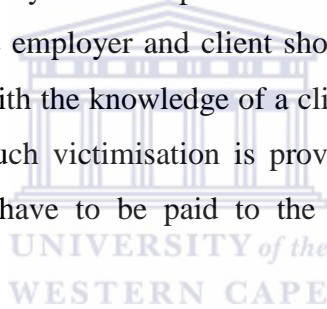 employer and client sho
ith the knowledge of a cli
uch victimisation is prov
have to be paid to the
UNIVERSITY of the
WESTERN CAPE